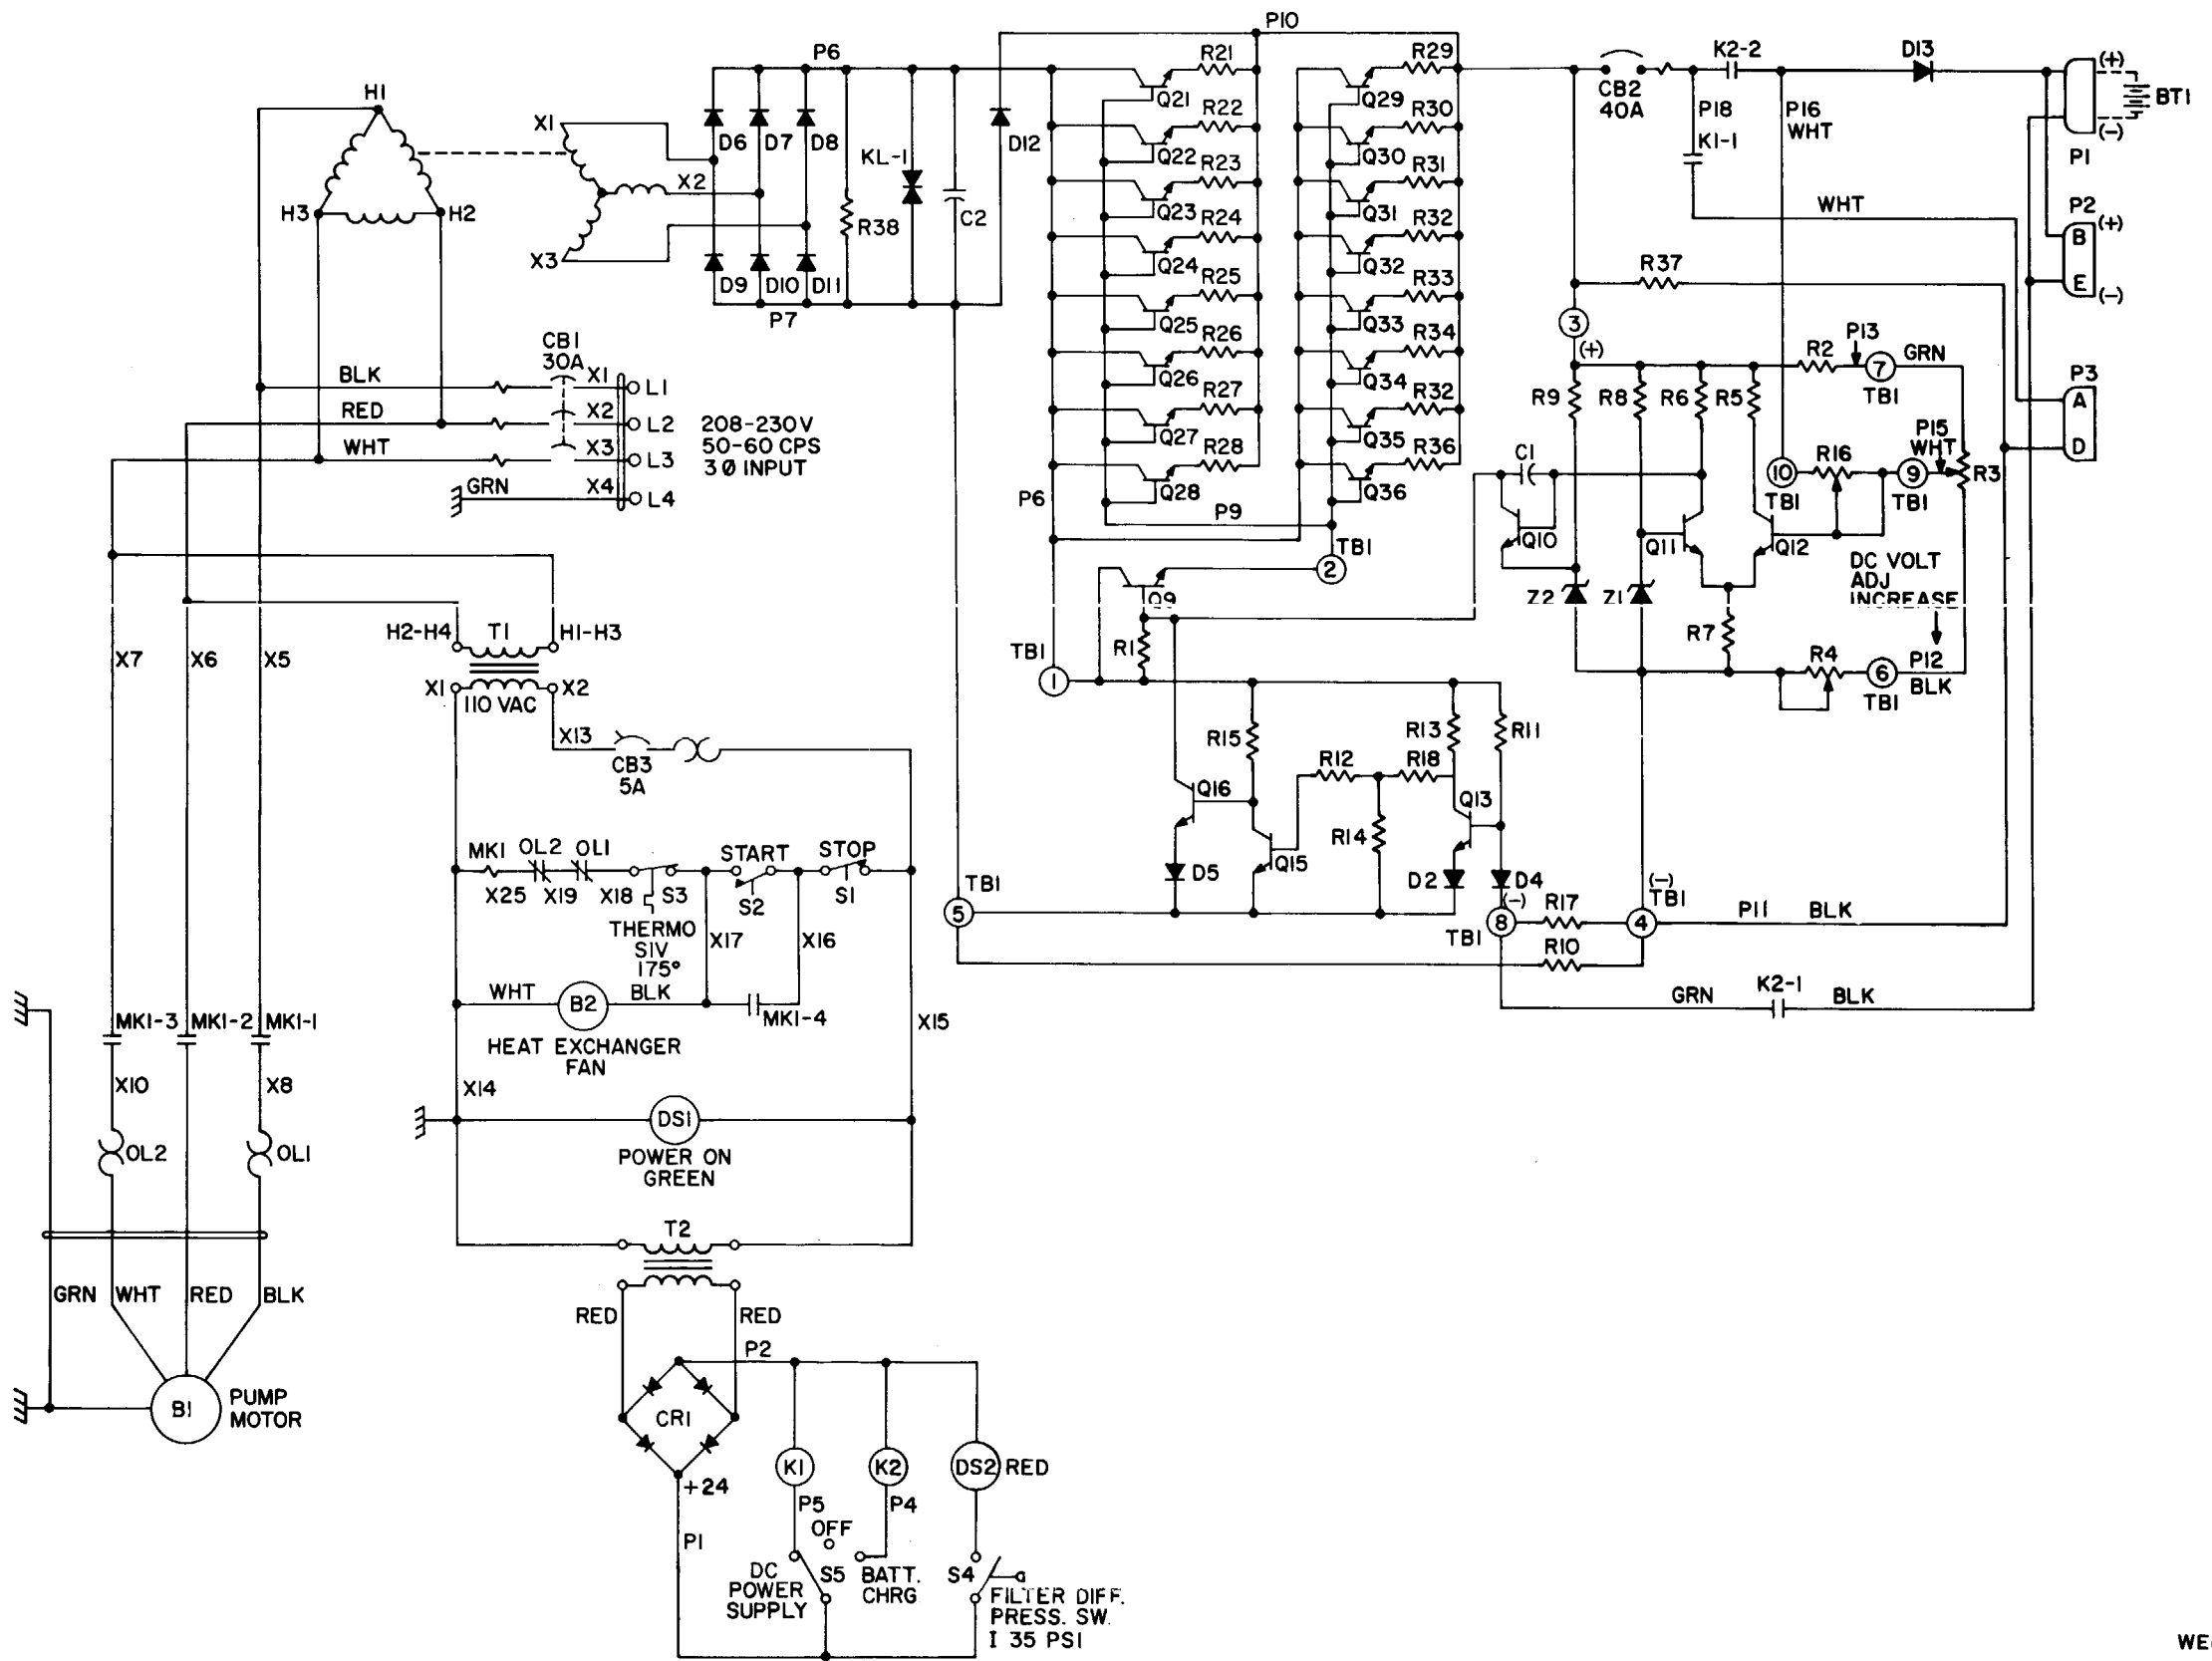 P10
P6
H1
H3
H2
X1
X2
X3
D6
D7
D8
KL-1
R38
C2
D12
D9
D10
D11
P7
R21
Q21
R22
Q22
R23
Q23
R24
Q24
R25
Q25
R26
Q26
R27
Q27
R28
Q28
R29
Q29
R30
Q30
R31
Q31
R32
Q32
R33
Q33
R34
Q34
R32
Q35
R36
Q36
P6
P9
TB1
2
CB2
40A
K2-2
P18
K1-1
P16
WHT
D13
(+)
BT1
(-)
P1
WHT
P2
(+)
B
E
(-)
R37
3
(+)
P3
A
D
R9
R8
R6
R5
R2
P13
7
GRN
TB1
C1
Q10
Q11
Q12
10
TB1
R16
P15
WHT
9
TB1
R3
DC VOLT
ADJ
INCREASE
Z2
Z1
R7
R4
6
TB1
P12
BLK
CB1
30A
BLK
X1
L1
RED
X2
L2
WHT
X3
L3
GRN
X4
L4
208-230V
50-60 CPS
3 Ø INPUT
H2-H4
T1
H1-H3
X1
X2
110 VAC
X7
X6
X5
X13
CB3
5A
Q9
R1
TB1
1
R15
R13
R11
R12
R18
Q16
Q13
R14
Q15
D5
D2
D4
(-)
TB1
5
8
TB1
R17
R10
(-)
TB1
4
P11
BLK
GRN
K2-1
BLK
MK1
OL2
OL1
START
STOP
X25
X19
X18
S3
S2
S1
THERMO
S1V
175°
X17
X16
WHT
B2
BLK
MK1-4
HEAT EXCHANGER
FAN
X15
X14
MK1-3
MK1-2
MK1-1
X10
X8
OL2
OL1
DS1
POWER ON
GREEN
T2
GRN
WHT
RED
BLK
B1
PUMP
MOTOR
RED
RED
P2
CR1
+24
K1
K2
DS2
RED
P5
P4
OFF
P1
DC
POWER
SUPPLY
S5
BATT.
CHRG
S4
FILTER DIFF.
PRESS. SW.
I 35 PSI
WE